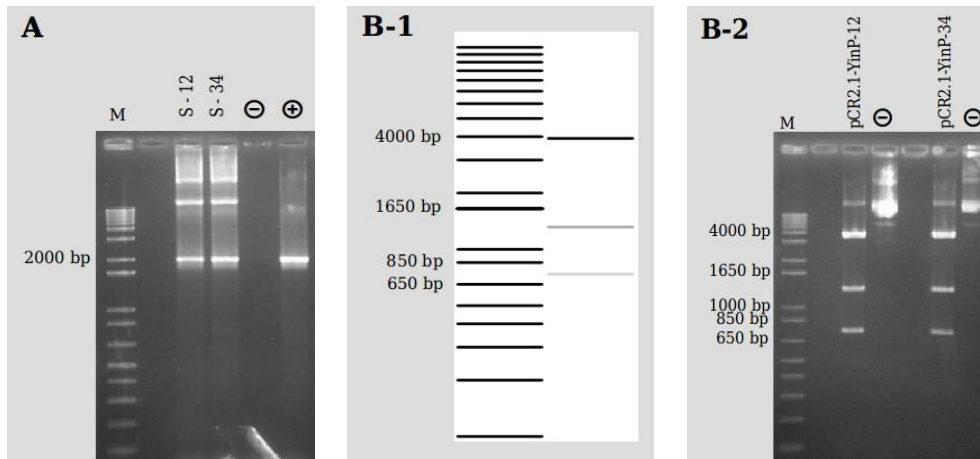 A
M
S - 12
S - 34
⊖
⊕
2000 bp
B-1
4000 bp
1650 bp
850 bp
650 bp
B-2
M
pCR2.1-YinP-12
⊖
pCR2.1-YinP-34
⊖
4000 bp
1650 bp
1000 bp
850 bp
650 bp